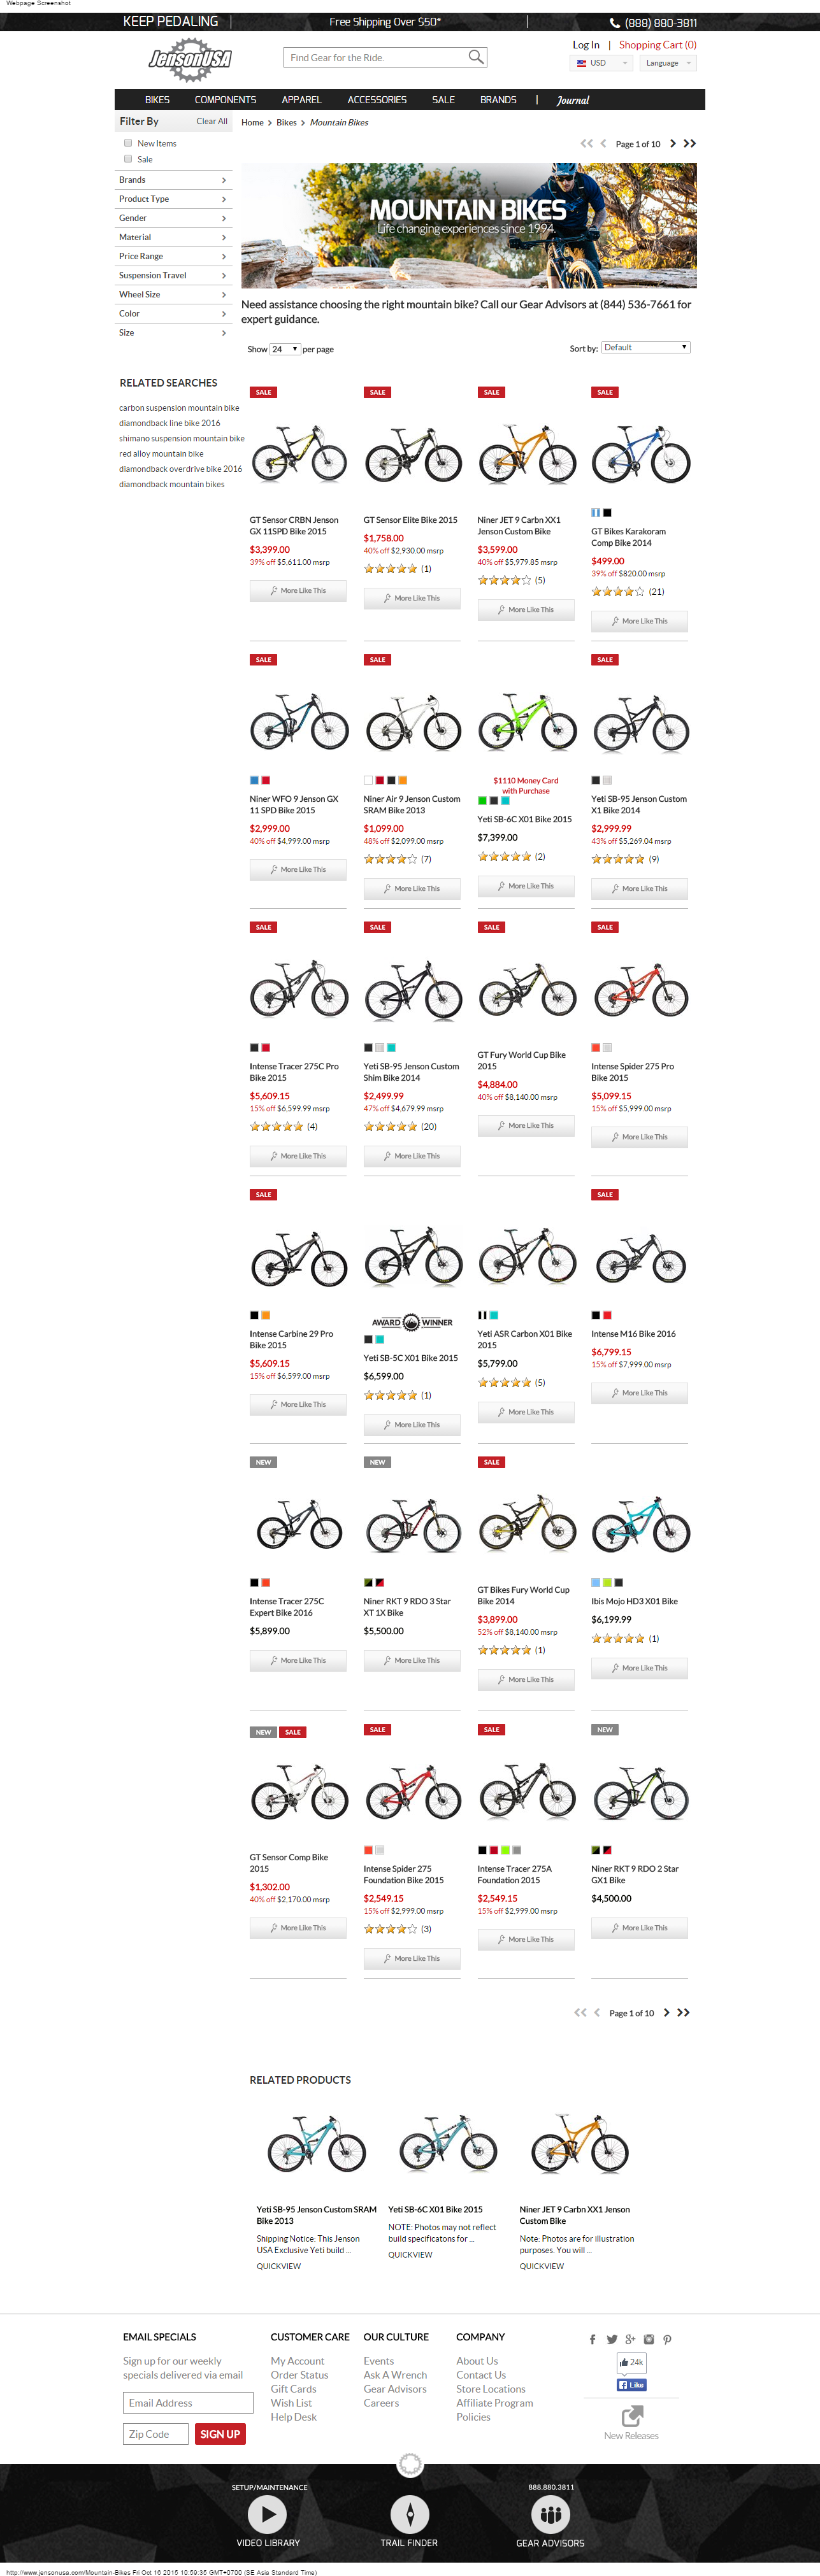 Webpage Screenshot
KEEP PEDALING
Free Shipping Over $50*
(888) 880-3811
JensonUSA
Find Gear for the Ride.
Log In | Shopping Cart (0)
USD
Language
BIKES COMPONENTS APPAREL ACCESSORIES SALE BRANDS | Journal
Filter By Clear All
New Items
Sale
Brands
Product Type
Gender
Material
Price Range
Suspension Travel
Wheel Size
Color
Size
RELATED SEARCHES
carbon suspension mountain bike
diamondback line bike 2016
shimano suspension mountain bike
red alloy mountain bike
diamondback overdrive bike 2016
diamondback mountain bikes
Home > Bikes > Mountain Bikes
Page 1 of 10
MOUNTAIN BIKES
Life changing experiences since 1994.
Need assistance choosing the right mountain bike? Call our Gear Advisors at (844) 536-7661 for
expert guidance.
Show 24 per page
Sort by: Default
SALE
GT Sensor CRBN Jenson
GX 11SPD Bike 2015
$3,399.00
39% off $5,611.00 msrp
More Like This
SALE
GT Sensor Elite Bike 2015
$1,758.00
40% off $2,930.00 msrp
(1)
More Like This
SALE
Niner JET 9 Carbn XX1
Jenson Custom Bike
$3,599.00
40% off $5,979.85 msrp
(5)
More Like This
SALE
GT Bikes Karakoram
Comp Bike 2014
$499.00
39% off $820.00 msrp
(21)
More Like This
SALE
Niner WFO 9 Jenson GX
11 SPD Bike 2015
$2,999.00
40% off $4,999.00 msrp
More Like This
SALE
Niner Air 9 Jenson Custom
SRAM Bike 2013
$1,099.00
48% off $2,099.00 msrp
(7)
More Like This
$1110 Money Card
with Purchase
Yeti SB-6C X01 Bike 2015
$7,399.00
(2)
More Like This
SALE
Yeti SB-95 Jenson Custom
X1 Bike 2014
$2,999.99
43% off $5,269.04 msrp
(9)
More Like This
SALE
Intense Tracer 275C Pro
Bike 2015
$5,609.15
15% off $6,599.99 msrp
(4)
More Like This
SALE
Yeti SB-95 Jenson Custom
Shim Bike 2014
$2,499.99
47% off $4,679.99 msrp
(20)
More Like This
SALE
GT Fury World Cup Bike
2015
$4,884.00
40% off $8,140.00 msrp
More Like This
SALE
Intense Spider 275 Pro
Bike 2015
$5,099.15
15% off $5,999.00 msrp
More Like This
SALE
Intense Carbine 29 Pro
Bike 2015
$5,609.15
15% off $6,599.00 msrp
More Like This
AWARD WINNER
Yeti SB-5C X01 Bike 2015
$6,599.00
(1)
More Like This
Yeti ASR Carbon X01 Bike
2015
$5,799.00
(5)
More Like This
SALE
Intense M16 Bike 2016
$6,799.15
15% off $7,999.00 msrp
More Like This
NEW
Intense Tracer 275C
Expert Bike 2016
$5,899.00
More Like This
NEW
Niner RKT 9 RDO 3 Star
XT 1X Bike
$5,500.00
More Like This
SALE
GT Bikes Fury World Cup
Bike 2014
$3,899.00
52% off $8,140.00 msrp
(1)
More Like This
Ibis Mojo HD3 X01 Bike
$6,199.99
(1)
More Like This
NEW SALE
GT Sensor Comp Bike
2015
$1,302.00
40% off $2,170.00 msrp
More Like This
SALE
Intense Spider 275
Foundation Bike 2015
$2,549.15
15% off $2,999.00 msrp
(3)
More Like This
SALE
Intense Tracer 275A
Foundation 2015
$2,549.15
15% off $2,999.00 msrp
More Like This
NEW
Niner RKT 9 RDO 2 Star
GX1 Bike
$4,500.00
More Like This
Page 1 of 10
RELATED PRODUCTS
Yeti SB-95 Jenson Custom SRAM
Bike 2013
Shipping Notice: This Jenson
USA Exclusive Yeti build ...
QUICKVIEW
Yeti SB-6C X01 Bike 2015
NOTE: Photos may not reflect
build specificatons for ...
QUICKVIEW
Niner JET 9 Carbn XX1 Jenson
Custom Bike
Note: Photos are for illustration
purposes. You will ...
QUICKVIEW
EMAIL SPECIALS
Sign up for our weekly
specials delivered via email
Email Address
Zip Code
SIGN UP
CUSTOMER CARE
My Account
Order Status
Gift Cards
Wish List
Help Desk
OUR CULTURE
Events
Ask A Wrench
Gear Advisors
Careers
COMPANY
About Us
Contact Us
Store Locations
Affiliate Program
Policies
24k
Like
New Releases
SETUP/MAINTENANCE
VIDEO LIBRARY
TRAIL FINDER
888.880.3811
GEAR ADVISORS
http://www.jensonusa.com/Mountain-Bikes Fri Oct 16 2015 10:59:35 GMT+0700 (SE Asia Standard Time)